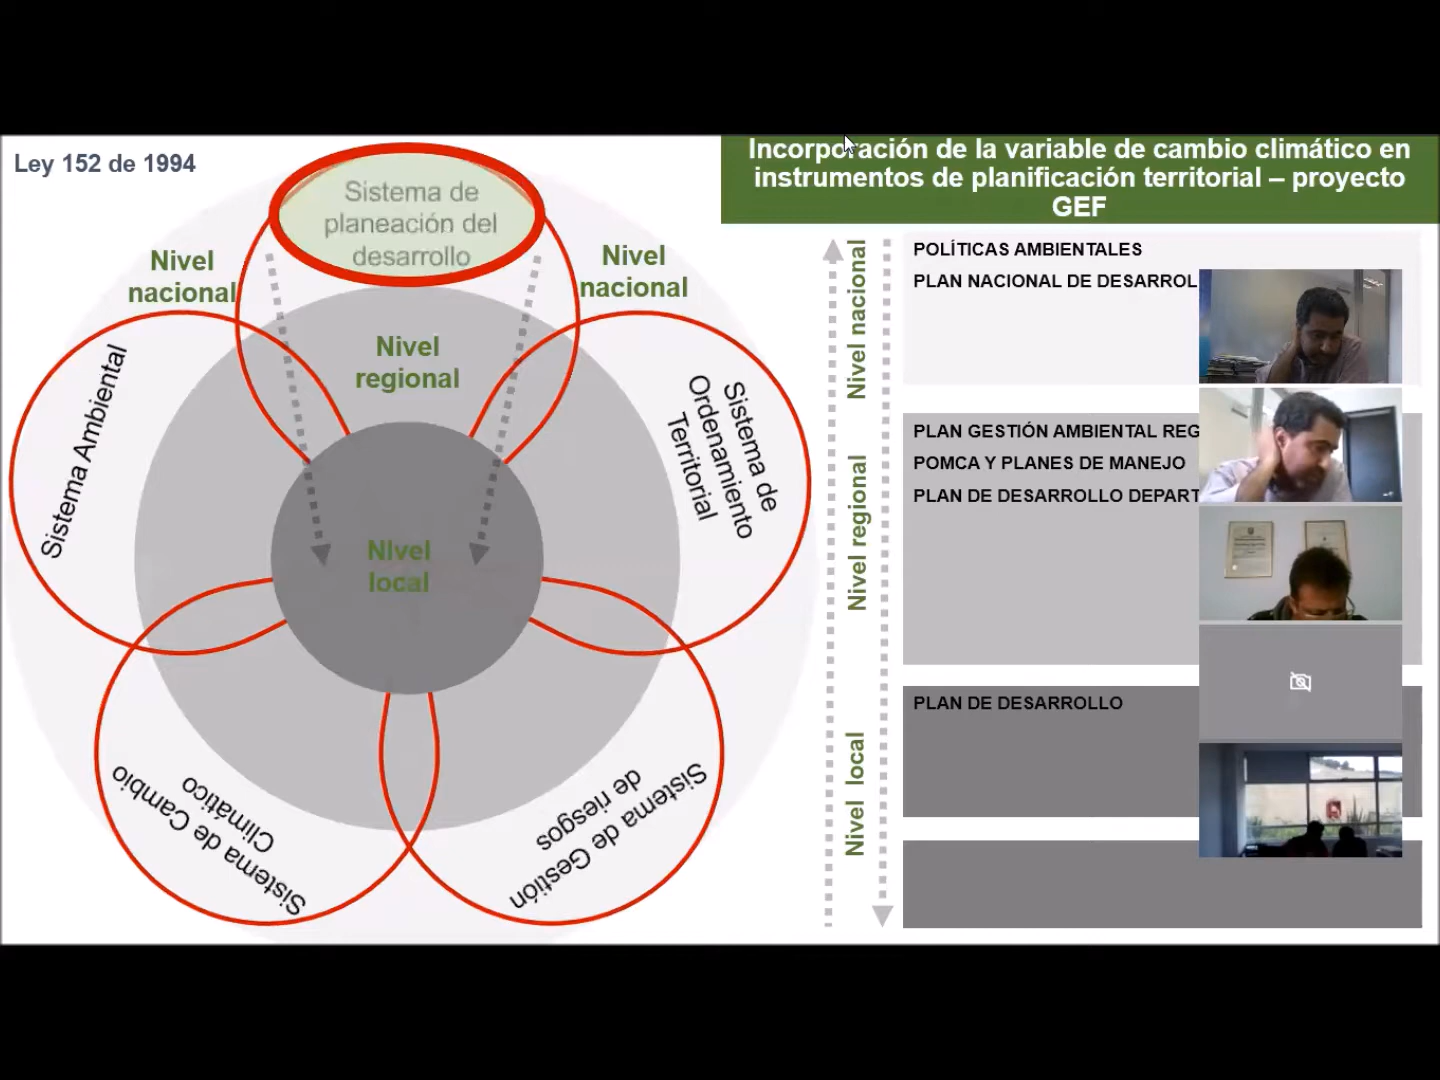 Ley 152 de 1994
Sistema de
planeación del
desarrollo
Nivel
nacional
Nivel
nacional
Nivel
regional
Sistema Ambiental
Sistema de
Ordenamiento
Territorial
NIvel
local
Sistema de Cambio
Climático
Sistema de Gestión
de riesgos
Incorporación de la variable de cambio climático en
instrumentos de planificación territorial – proyecto
GEF
Nivel nacional
POLÍTICAS AMBIENTALES
PLAN NACIONAL DE DESARROL
Nivel regional
PLAN GESTIÓN AMBIENTAL REG
POMCA Y PLANES DE MANEJO
PLAN DE DESARROLLO DEPART
Nivel local
PLAN DE DESARROLLO